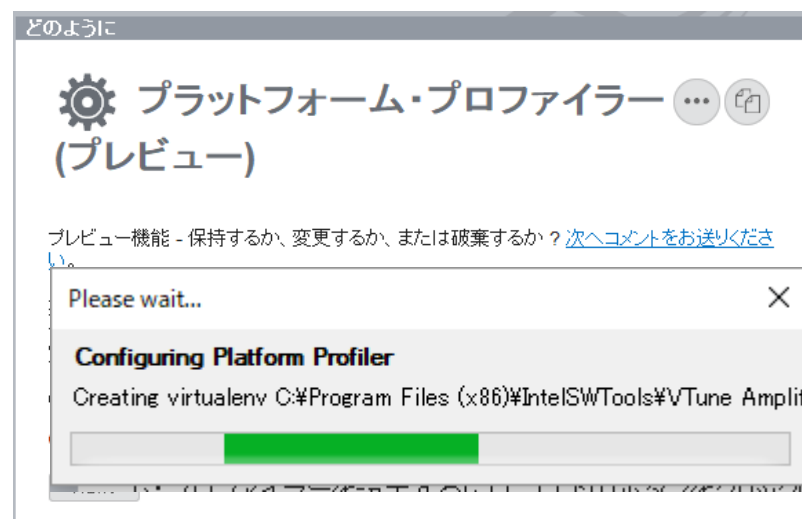 どのように
プラットフォーム・プロファイラー
(プレビュー)
プレビュー機能 - 保持するか、変更するか、または破棄するか ? 次へコメントをお送りくださ
い。
Please wait...
Configuring Platform Profiler
Creating virtualenv C:¥Program Files (x86)¥IntelSWTools¥VTune Amplif